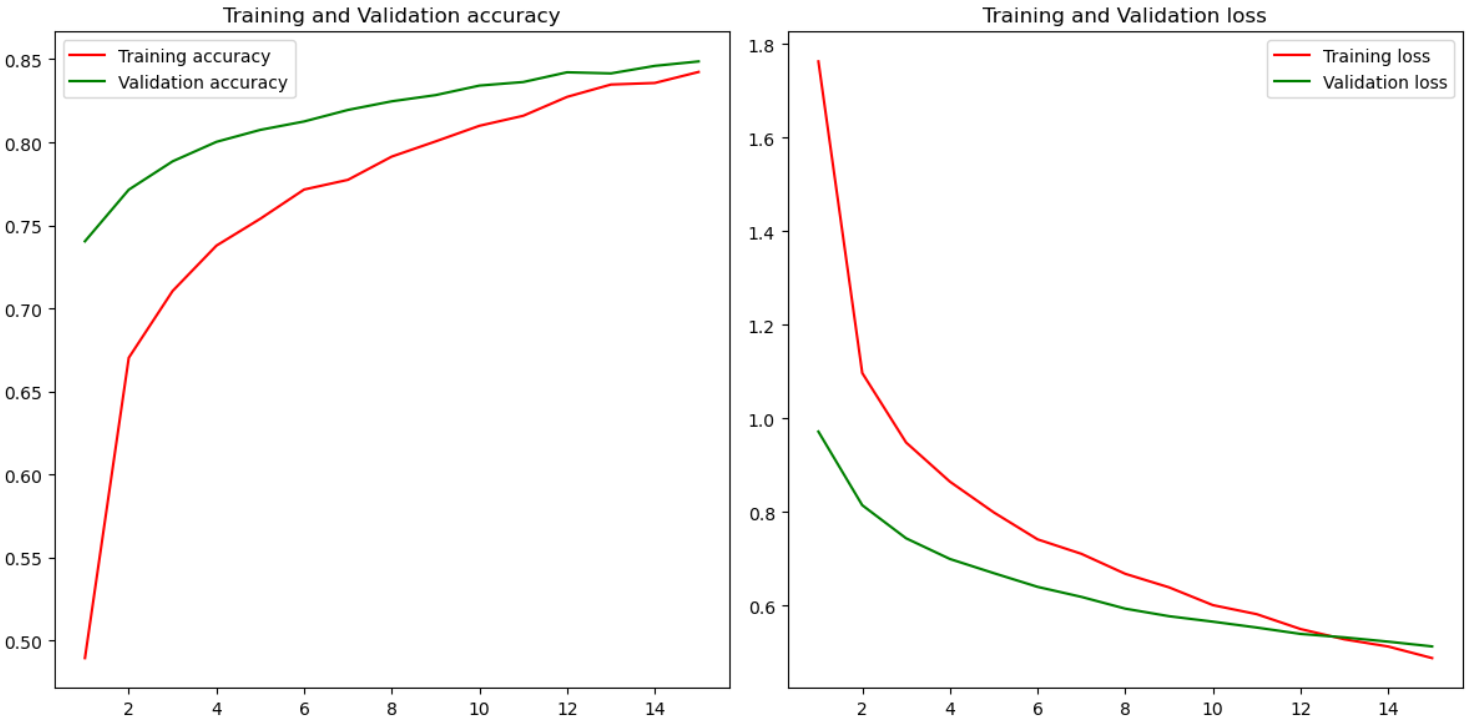 Training and Validation accuracy
Training accuracy
Validation accuracy
0.85
0.80
0.75
0.70
0.65
0.60
0.55
0.50
2 4 6 8 10 12 14
Training and Validation loss
Training loss
Validation loss
1.8
1.6
1.4
1.2
1.0
0.8
0.6
2 4 6 8 10 12 14